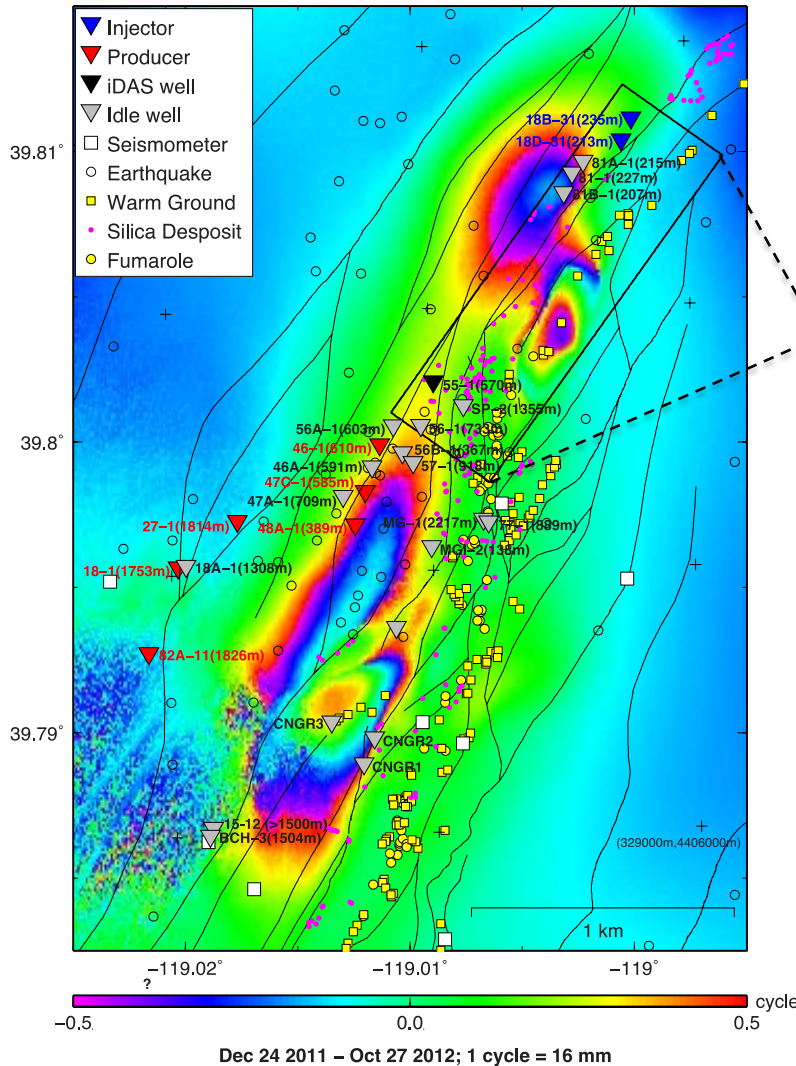 Injector
Producer
iDAS well
Idle well
Seismometer
Earthquake
Warm Ground
Silica Desposit
Fumarole
39.81°
39.8°
39.79°
18B-31(235m)
18D-31(213m)
81A-1(215m)
81-1(227m)
81B-1(207m)
55-1(570m)
SP-2(1355m)
56A-1(603m)
56-1(733m)
46-1(610m)
56B-1(367m)
46A-1(591m)
57-1(918m)
47C-1(585m)
47A-1(709m)
MG-1(2217m)
77-1(889m)
27-1(1814m)
48A-1(389m)
MGI-2(136m)
18-1(1753m)
18A-1(1308m)
82A-11(1826m)
CNGR3
CNGR2
CNGR1
15-12 (>1500m)
BCH-3(1504m)
(329000m,4406000m)
1 km
-119.02°
-119.01°
-119°
?
cycle
-0.5
0.0
0.5
Dec 24 2011 – Oct 27 2012; 1 cycle = 16 mm